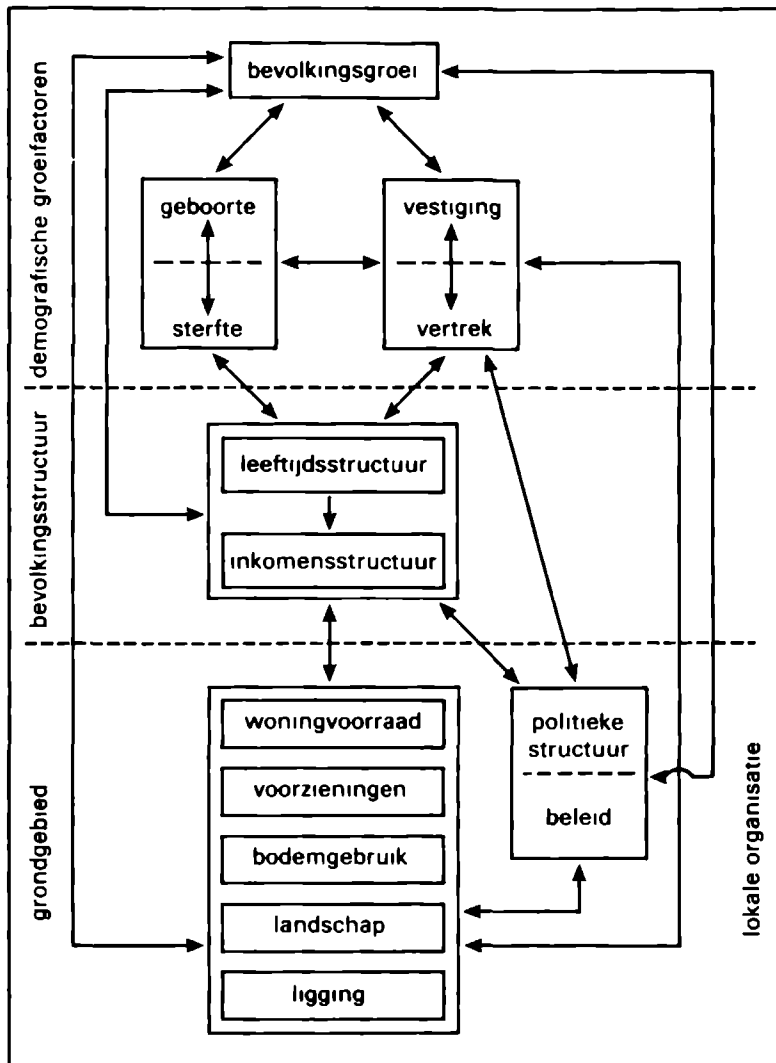 demografische groeifactoren
bevolkingsgroei
geboorte
vestiging
sterfte
vertrek
bevolkingsstructuur
leeftijdsstructuur
inkomensstructuur
grondgebied
woningvoorraad
voorzieningen
bodemgebruik
landschap
ligging
politieke
structuur
beleid
lokale organisatie